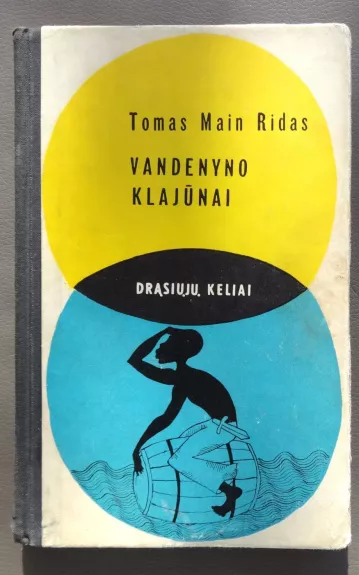 Tomas Main Ridas
VANDENYNO
KLAJŪNAI
DRĄSIŲJŲ KELIAI